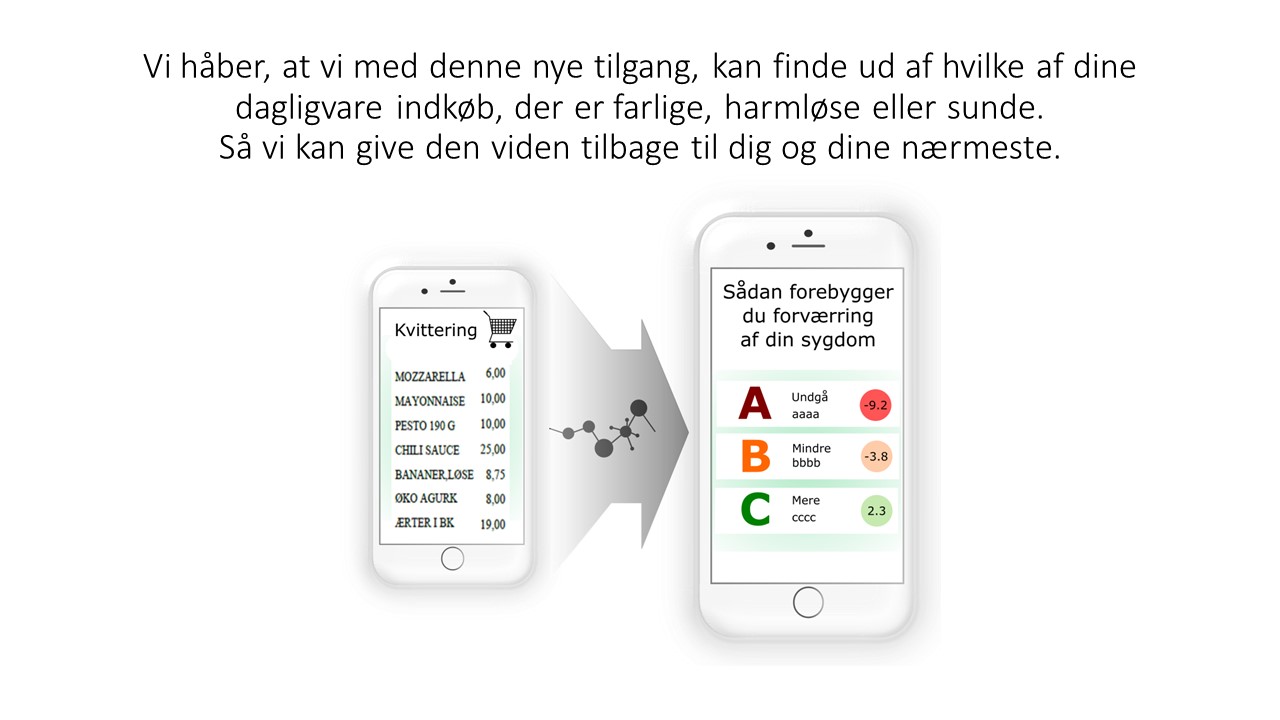 Vi håber, at vi med denne nye tilgang, kan finde ud af hvilke af dine
dagligvare indkøb, der er farlige, harmløse eller sunde.
Så vi kan give den viden tilbage til dig og dine nærmeste.
Kvittering
MOZZARELLA 6,00
MAYONNAISE 10,00
PESTO 190 G 10,00
CHILI SAUCE 25,00
BANANER,LØSE 8,75
ØKO AGURK 8,00
ÆRTER I BK 19,00
Sådan forebygger
du forværring
af din sygdom
A Undgå aaaa -9.2
B Mindre bbbb -3.8
C Mere cccc 2.3